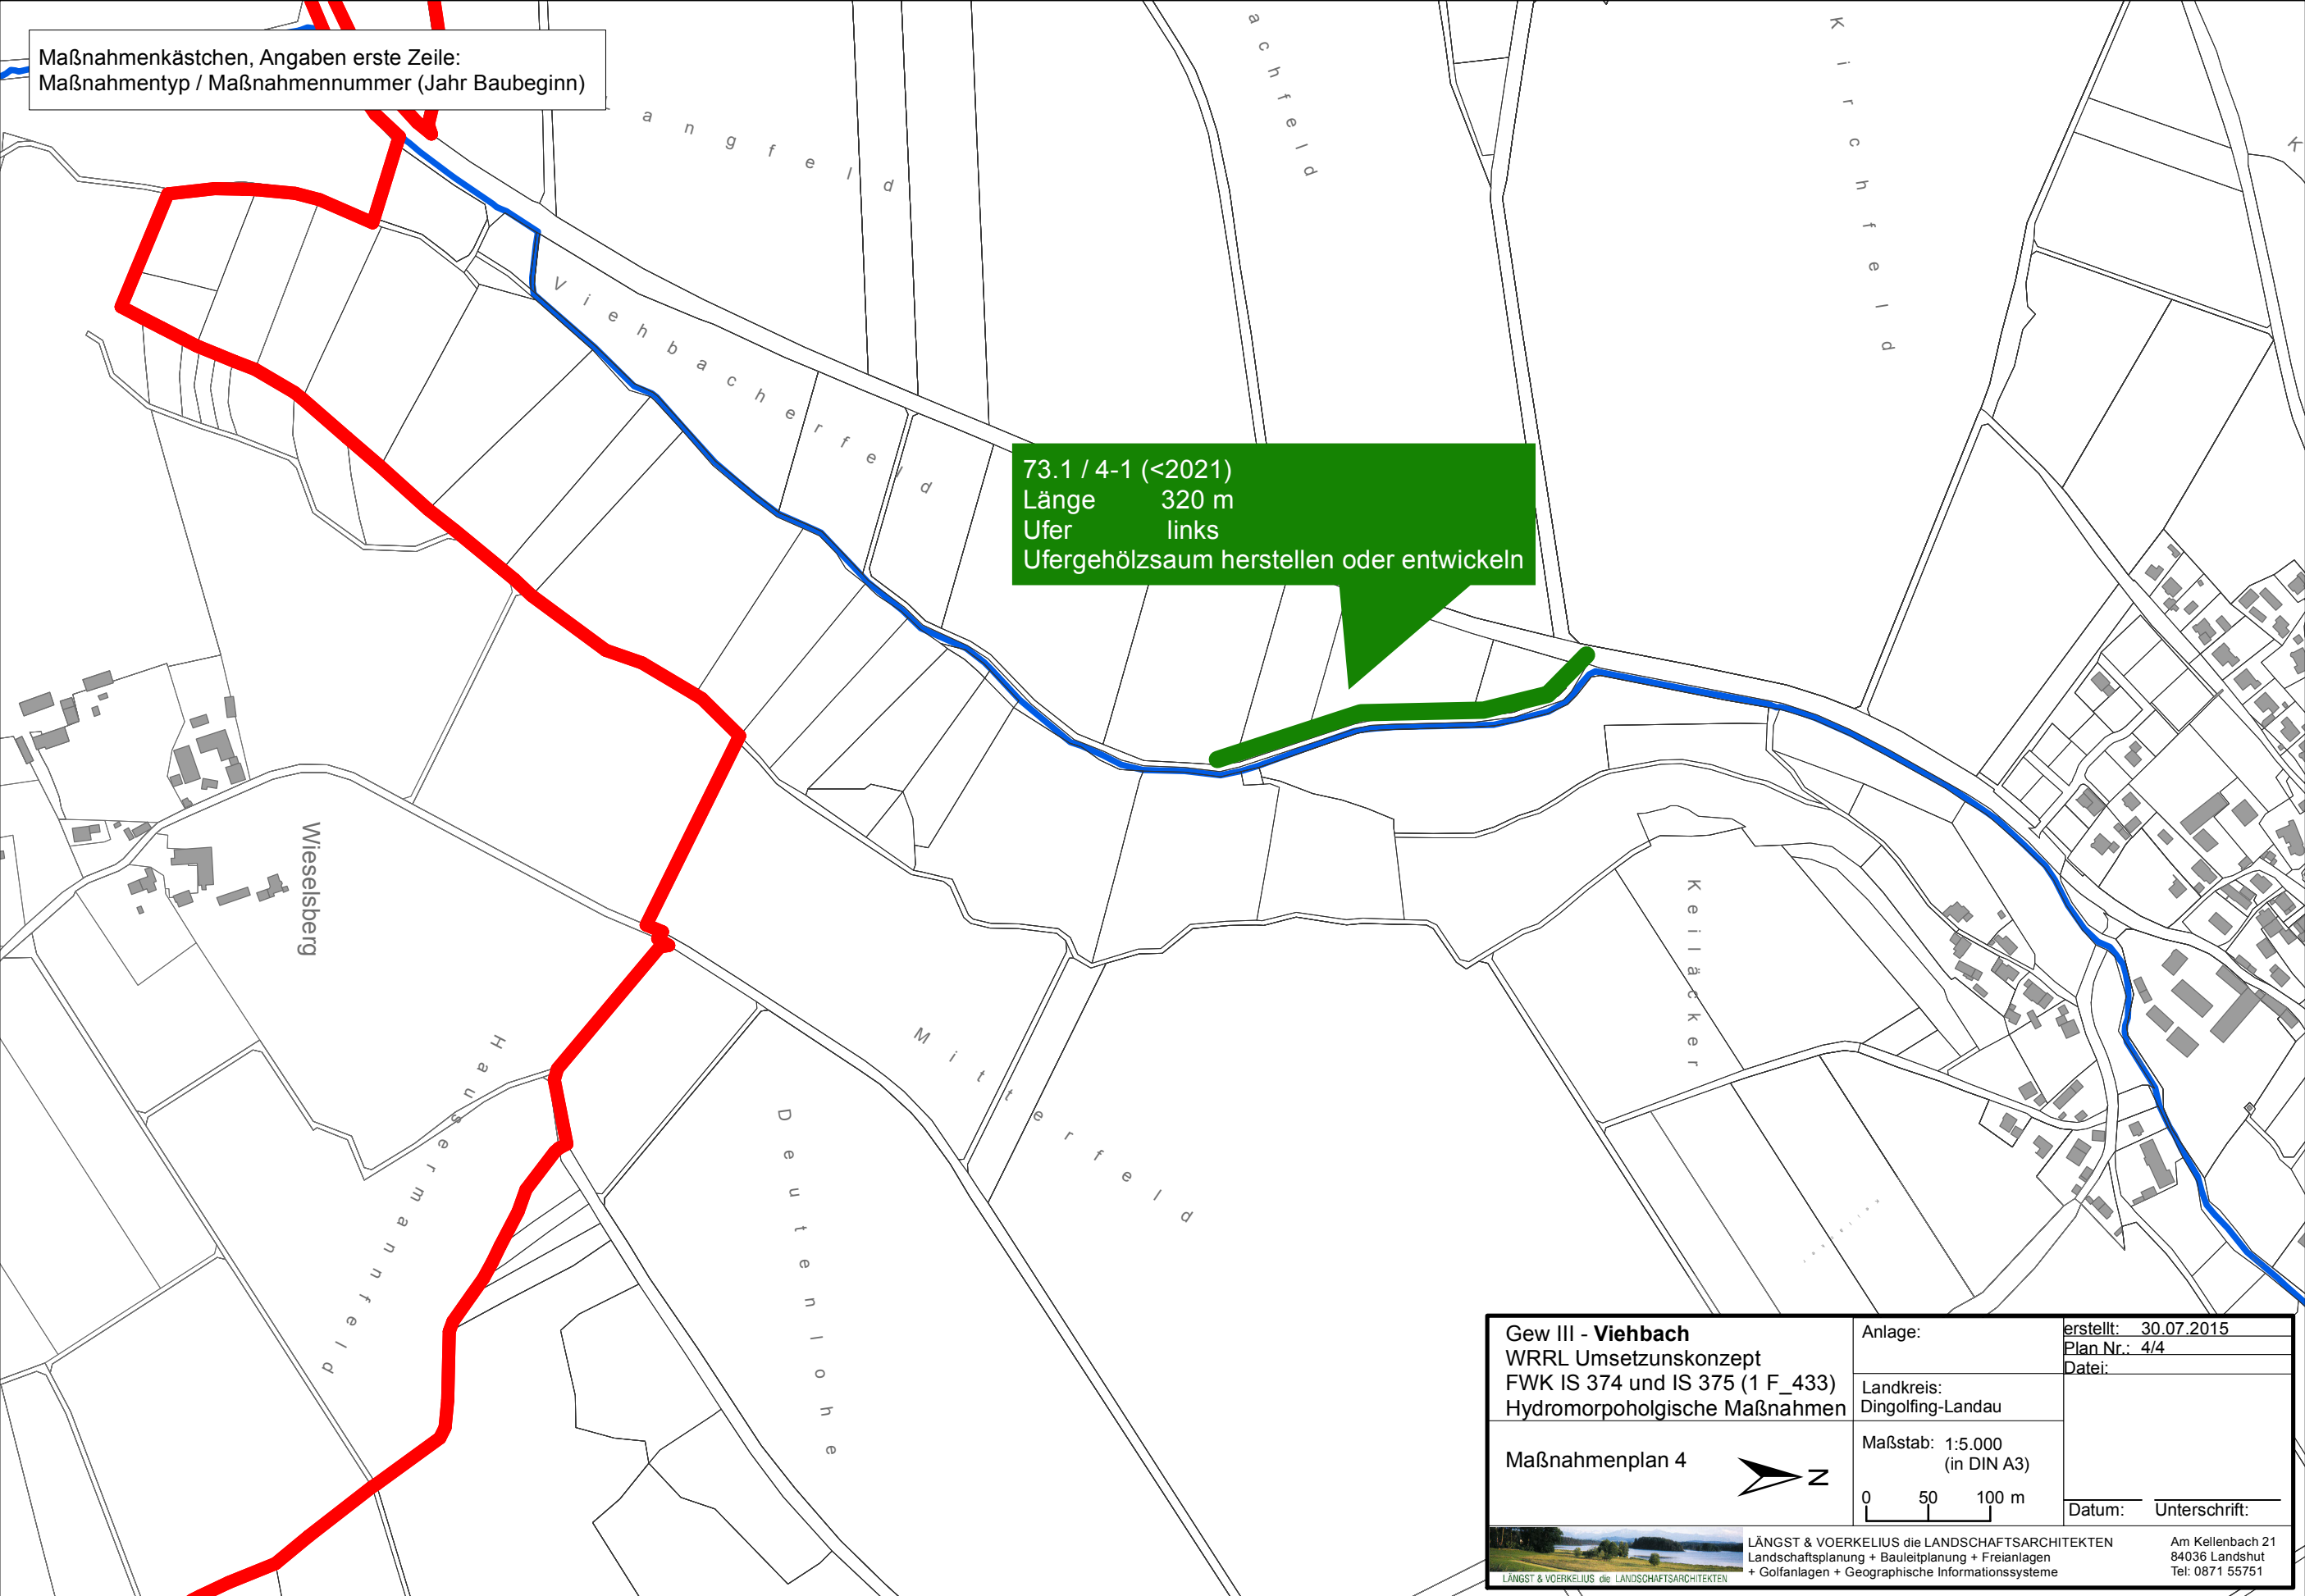 Maßnahmenkästchen, Angaben erste Zeile:
Maßnahmentyp / Maßnahmennummer (Jahr Baubeginn)
angfeld
achfeld
Kirchfeld
K
Viehbacherfeld
73.1 / 4-1 (<2021)
Länge 320 m
Ufer links
Ufergehölzsaum herstellen oder entwickeln
Wieselsberg
Keiläcker
Hausermannfeld
Mitterfeld
Deutenlohe
Gew III - Viehbach
WRRL Umsetzunskonzept
FWK IS 374 und IS 375 (1 F_433)
Hydromorpoholgische Maßnahmen
Maßnahmenplan 4
N
Anlage:
Landkreis:
Dingolfing-Landau
Maßstab: 1:5.000
(in DIN A3)
0 50 100 m
erstellt: 30.07.2015
Plan Nr.: 4/4
Datei:
Datum: Unterschrift:
LÄNGST & VOERKELIUS die LANDSCHAFTSARCHITEKTEN
LÄNGST & VOERKELIUS die LANDSCHAFTSARCHITEKTEN
Landschaftsplanung + Bauleitplanung + Freianlagen
+ Golfanlagen + Geographische Informationssysteme
Am Kellenbach 21
84036 Landshut
Tel: 0871 55751